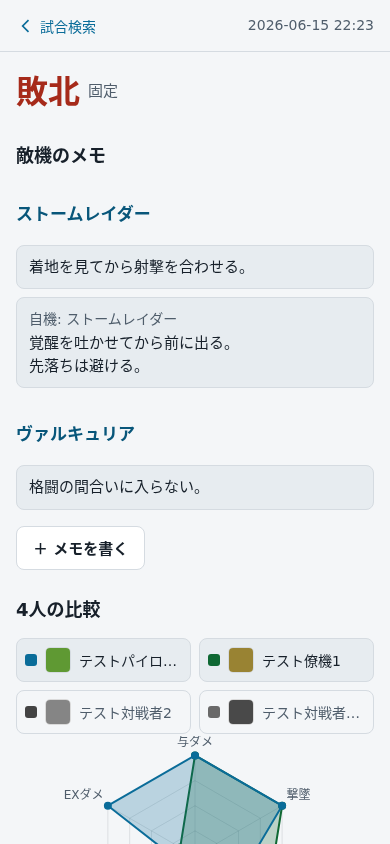 試合検索
2026-06-15 22:23
敗北 固定
敵機のメモ
ストームレイダー
着地を見てから射撃を合わせる。
自機: ストームレイダー
覚醒を吐かせてから前に出る。
先落ちは避ける。
ヴァルキュリア
格闘の間合いに入らない。
＋ メモを書く
4人の比較
テストパイロ…
テスト僚機1
テスト対戦者2
テスト対戦者…
与ダメ
EXダメ
撃墜